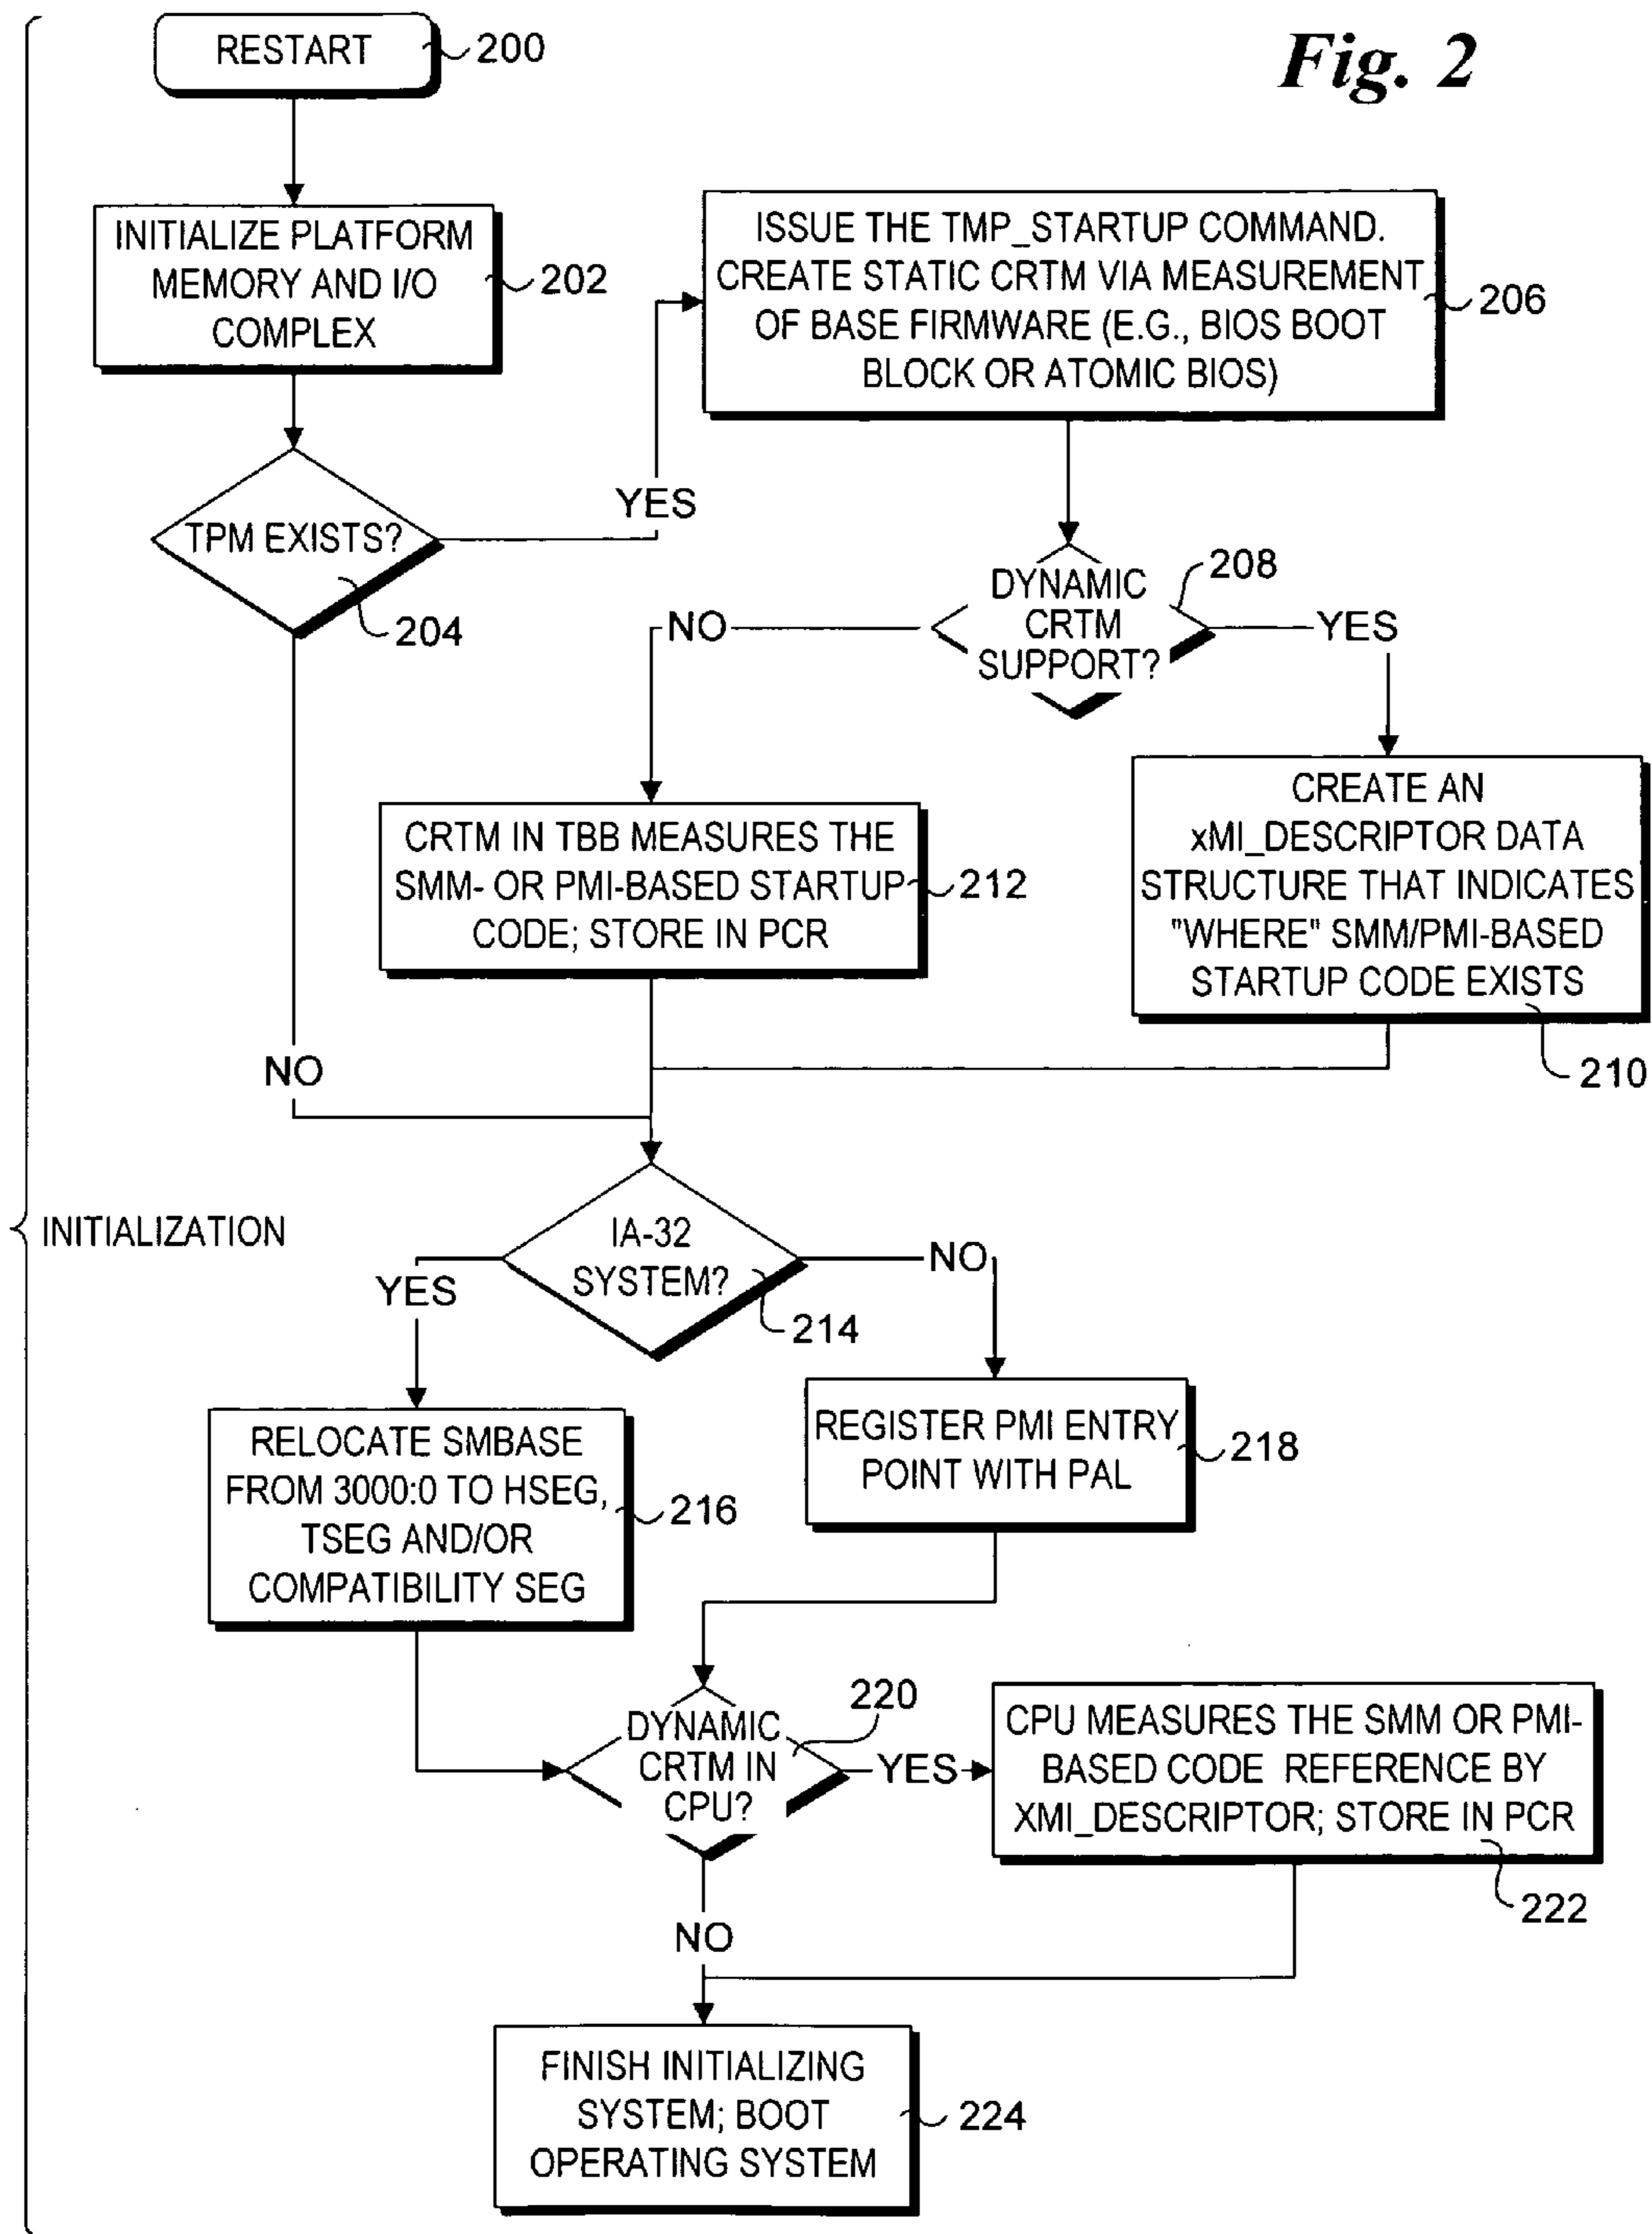 Fig. 2
RESTART
200
INITIALIZE PLATFORM
MEMORY AND I/O
COMPLEX
202
ISSUE THE TMP_STARTUP COMMAND.
CREATE STATIC CRTM VIA MEASUREMENT
OF BASE FIRMWARE (E.G., BIOS BOOT
BLOCK OR ATOMIC BIOS)
206
TPM EXISTS?
204
YES
NO
DYNAMIC
CRTM
SUPPORT?
208
NO
YES
CRTM IN TBB MEASURES THE
SMM- OR PMI-BASED STARTUP
CODE; STORE IN PCR
212
CREATE AN
xMI_DESCRIPTOR DATA
STRUCTURE THAT INDICATES
"WHERE" SMM/PMI-BASED
STARTUP CODE EXISTS
210
INITIALIZATION
IA-32
SYSTEM?
214
YES
NO
RELOCATE SMBASE
FROM 3000:0 TO HSEG,
TSEG AND/OR
COMPATIBILITY SEG
216
REGISTER PMI ENTRY
POINT WITH PAL
218
DYNAMIC
CRTM IN
CPU?
220
YES
NO
CPU MEASURES THE SMM OR PMI-
BASED CODE REFERENCE BY
XMI_DESCRIPTOR; STORE IN PCR
222
FINISH INITIALIZING
SYSTEM; BOOT
OPERATING SYSTEM
224